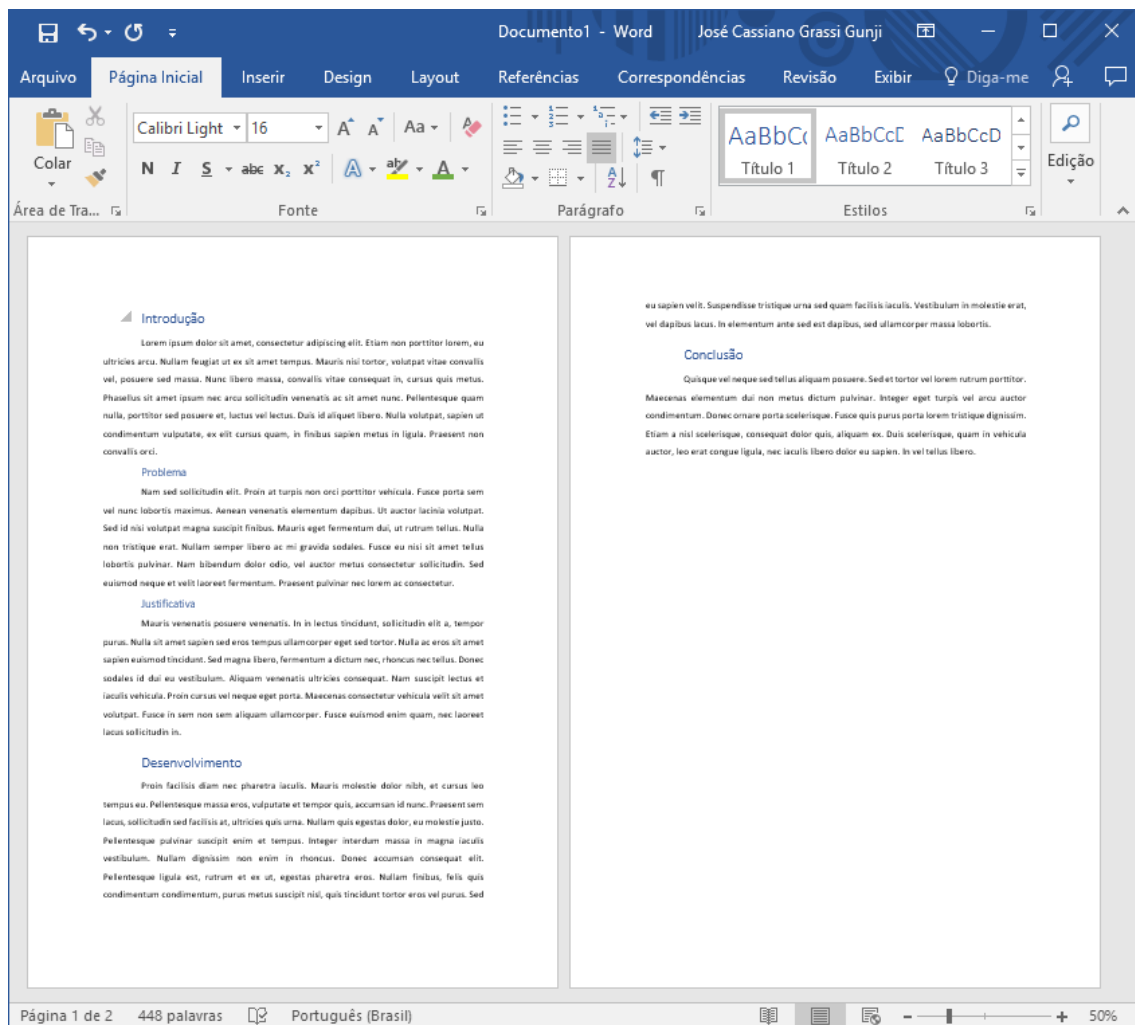 Documento1 - Word José Cassiano Grassi Gunji
Arquivo Página Inicial Inserir Design Layout Referências Correspondências Revisão Exibir Diga-me
Colar
Calibri Light 16 A A Aa
N I S abc x₂ x² A aby A
AaBbC( AaBbCcD AaBbCcD
Título 1 Título 2 Título 3
Edição
Área de Tra... Fonte Parágrafo Estilos
Introdução
Lorem ipsum dolor sit amet, consectetur adipiscing elit. Etiam non porttitor lorem, eu
ultricies arcu. Nullam feugiat ut ex sit amet tempus. Mauris nisi tortor, volutpat vitae convallis
vel, posuere sed massa. Nunc libero massa, convallis vitae consequat in, cursus quis metus.
Phasellus sit amet ipsum nec arcu sollicitudin venenatis ac sit amet nunc. Pellentesque quam
nulla, porttitor sed posuere et, luctus vel lectus. Duis id aliquet libero. Nulla volutpat, sapien ut
condimentum vulputate, ex elit cursus quam, in finibus sapien metus in ligula. Praesent non
convallis orci.
Problema
Nam sed sollicitudin elit. Proin at turpis non orci porttitor vehicula. Fusce porta sem
vel nunc lobortis maximus. Aenean venenatis elementum dapibus. Ut auctor lacinia volutpat.
Sed id nisi volutpat magna suscipit finibus. Mauris eget fermentum dui, ut rutrum tellus. Nulla
non tristique erat. Nullam semper libero ac mi gravida sodales. Fusce eu nisi sit amet tellus
lobortis pulvinar. Nam bibendum dolor odio, vel auctor metus consectetur sollicitudin. Sed
euismod neque et velit laoreet fermentum. Praesent pulvinar nec lorem ac consectetur.
Justificativa
Mauris venenatis posuere venenatis. In in lectus tincidunt, sollicitudin elit a, tempor
purus. Nulla sit amet sapien sed eros tempus ullamcorper eget sed tortor. Nulla ac eros sit amet
sapien euismod tincidunt. Sed magna libero, fermentum a dictum nec, rhoncus nec tellus. Donec
sodales id dui eu vestibulum. Aliquam venenatis ultricies consequat. Nam suscipit lectus et
iaculis vehicula. Proin cursus vel neque eget porta. Maecenas consectetur vehicula velit sit amet
volutpat. Fusce in sem non sem aliquam ullamcorper. Fusce euismod enim quam, nec laoreet
lacus sollicitudin in.
Desenvolvimento
Proin facilisis diam nec pharetra iaculis. Mauris molestie dolor nibh, et cursus leo
tempus eu. Pellentesque massa eros, vulputate et tempor quis, accumsan id nunc. Praesent sem
lacus, sollicitudin sed facilisis at, ultricies quis urna. Nullam quis egestas dolor, eu molestie justo.
Pellentesque pulvinar suscipit enim et tempus. Integer interdum massa in magna iaculis
vestibulum. Nullam dignissim non enim in rhoncus. Donec accumsan consequat elit.
Pellentesque ligula est, rutrum et ex ut, egestas pharetra eros. Nullam finibus, felis quis
condimentum condimentum, purus metus suscipit nisl, quis tincidunt tortor eros vel purus. Sed
eu sapien velit. Suspendisse tristique urna sed quam facilisis iaculis. Vestibulum in molestie erat,
vel dapibus lacus. In elementum ante sed est dapibus, sed ullamcorper massa lobortis.
Conclusão
Quisque vel neque sed tellus aliquam posuere. Sed et tortor vel lorem rutrum porttitor.
Maecenas elementum dui non metus dictum pulvinar. Integer eget turpis vel arcu auctor
condimentum. Donec ornare porta scelerisque. Fusce quis purus porta lorem tristique dignissim.
Etiam a nisl scelerisque, consequat dolor quis, aliquam ex. Duis scelerisque, quam in vehicula
auctor, leo erat congue ligula, nec iaculis libero dolor eu sapien. In vel tellus libero.
Página 1 de 2 448 palavras Português (Brasil) 50%